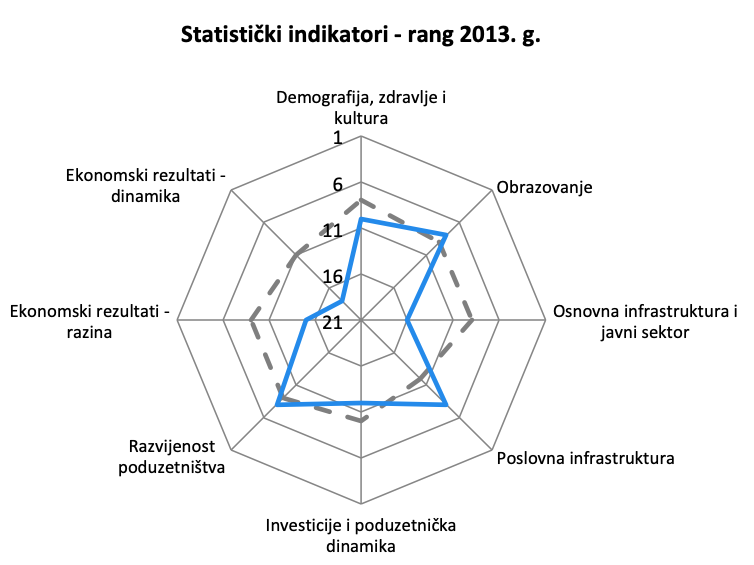 Statistički indikatori - rang 2013. g.
Demografija, zdravlje i
kultura
1
Ekonomski rezultati -
dinamika
6
Obrazovanje
11
16
Ekonomski rezultati -
razina
21
Osnovna infrastruktura i
javni sektor
Razvijenost
poduzetništva
Poslovna infrastruktura
Investicije i poduzetnička
dinamika